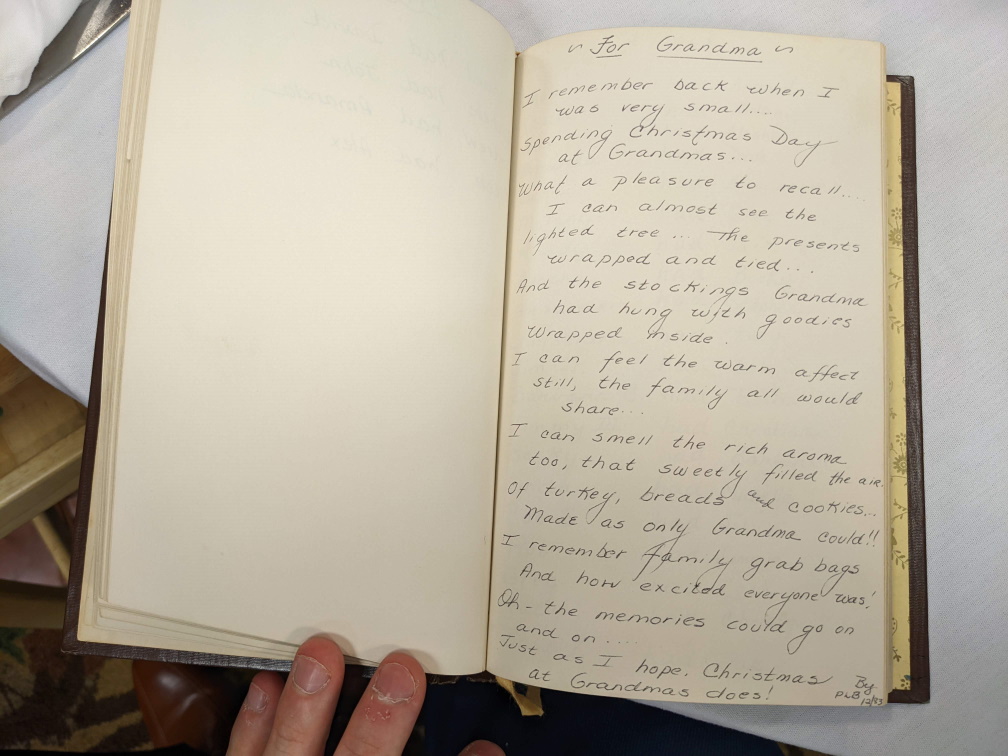 ~ For Grandma ~
I remember back when I
was very small....
Spending Christmas Day
at Grandmas...
What a pleasure to recall....
I can almost see the
lighted tree... The presents
wrapped and tied....
And the stockings Grandma
had hung with goodies
wrapped inside.
I can feel the warm affect
still, the family all would
share...
I can smell the rich aroma
too, that sweetly filled the air.
Of turkey, breads and cookies...
Made as only Grandma could!!
I remember family grab bags
And how excited everyone was!
Oh - the memories could go on
and on....
Just as I hope. Christmas
at Grandmas does!
By
PWB